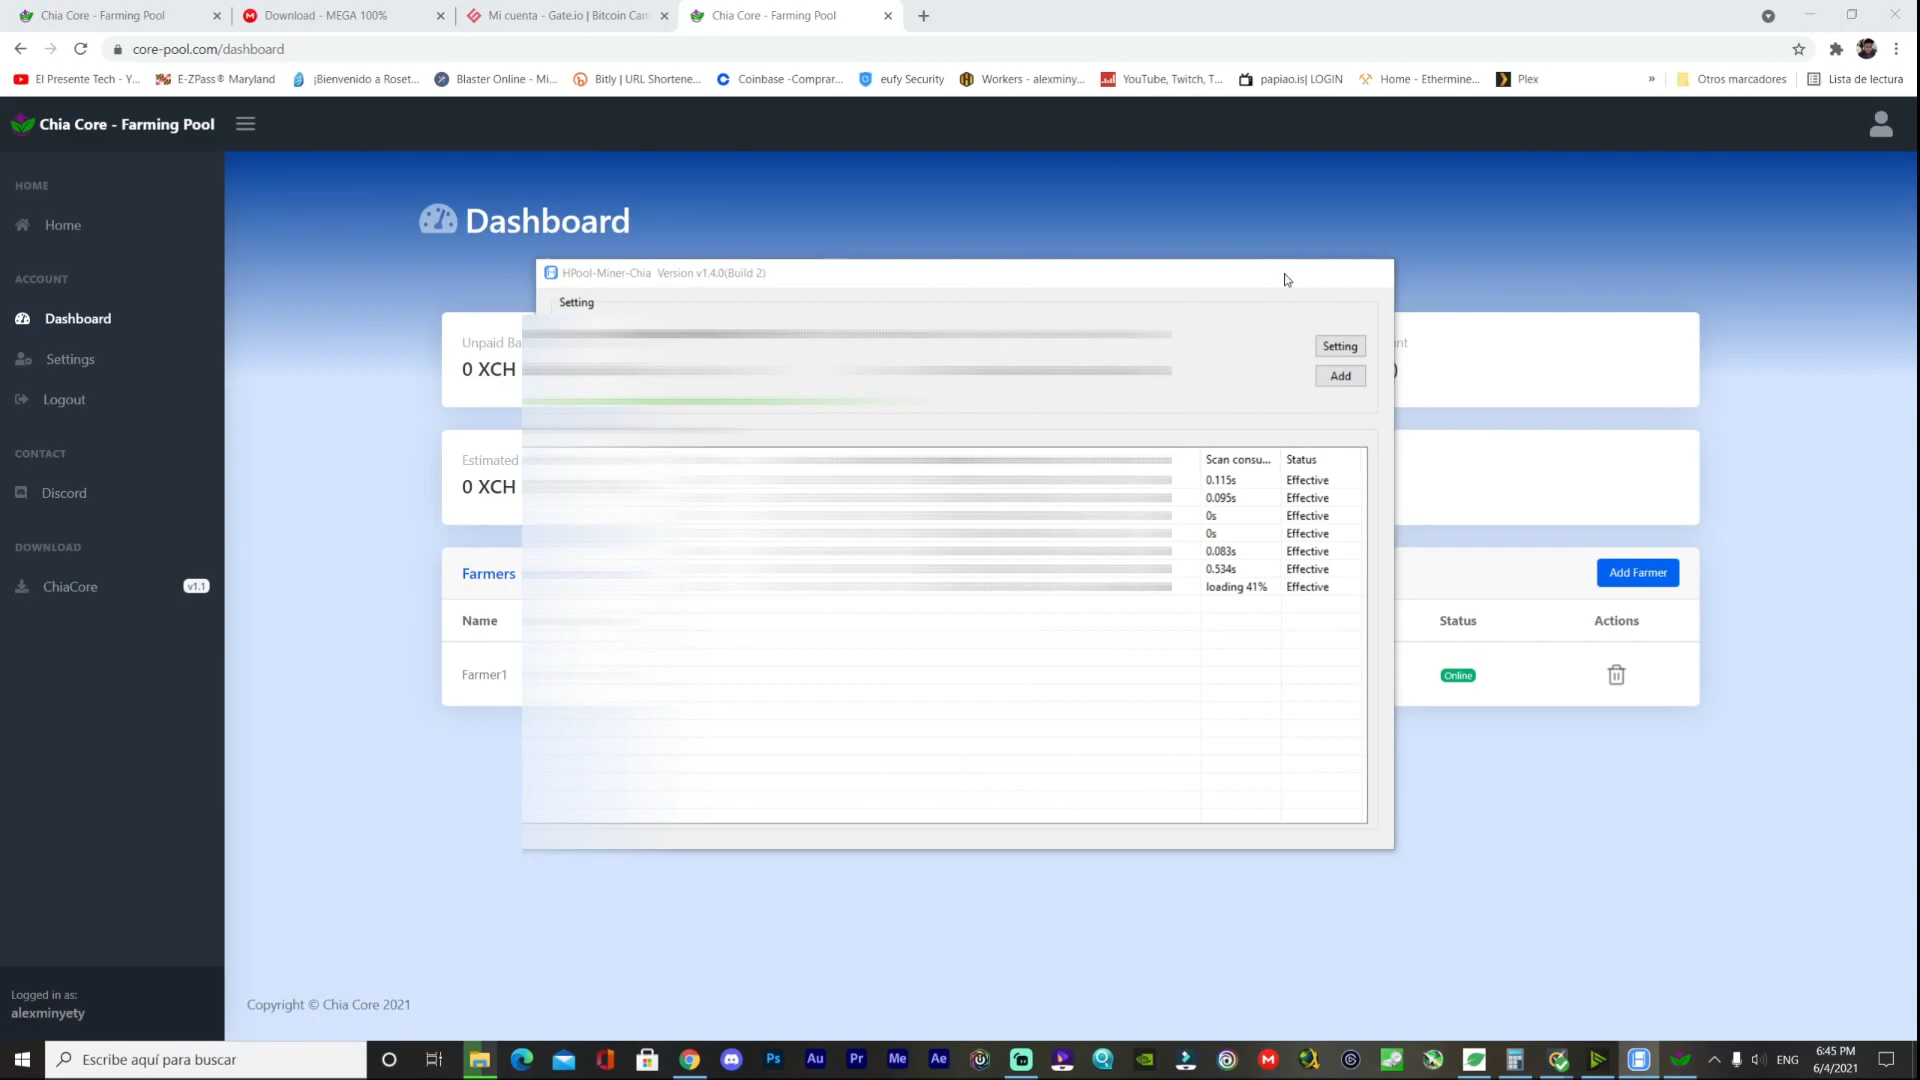 Chia Core - Farming Pool
Download - MEGA 100%
Mi cuenta - Gate.io | Bitcoin Cam
Chia Core - Farming Pool
core-pool.com/dashboard
El Presente Tech - Y...
E-ZPass® Maryland
¡Bienvenido a Roset...
Blaster Online - Mi...
Bitly | URL Shortene...
Coinbase -Comprar...
eufy Security
Workers - alexminy...
YouTube, Twitch, T...
papiao.is| LOGIN
Home - Ethermine...
Plex
»
Otros marcadores
Lista de lectura
Chia Core - Farming Pool
HOME
Home
ACCOUNT
Dashboard
Settings
Logout
CONTACT
Discord
DOWNLOAD
ChiaCore
v1.1
Logged in as:
alexminyety
Dashboard
Unpaid Ba
0 XCH
Estimated
0 XCH
Farmers
Add Farmer
Name
Status
Actions
Farmer1
Online
HPool-Miner-Chia Version v1.4.0(Build 2)
Setting
Setting
Add
Scan consu... Status
0.115s Effective
0.095s Effective
0s Effective
0s Effective
0.083s Effective
0.534s Effective
loading 41% Effective
Copyright © Chia Core 2021
Escribe aquí para buscar
Ps
Au
Pr
Me
Ae
ENG
6:45 PM
6/4/2021